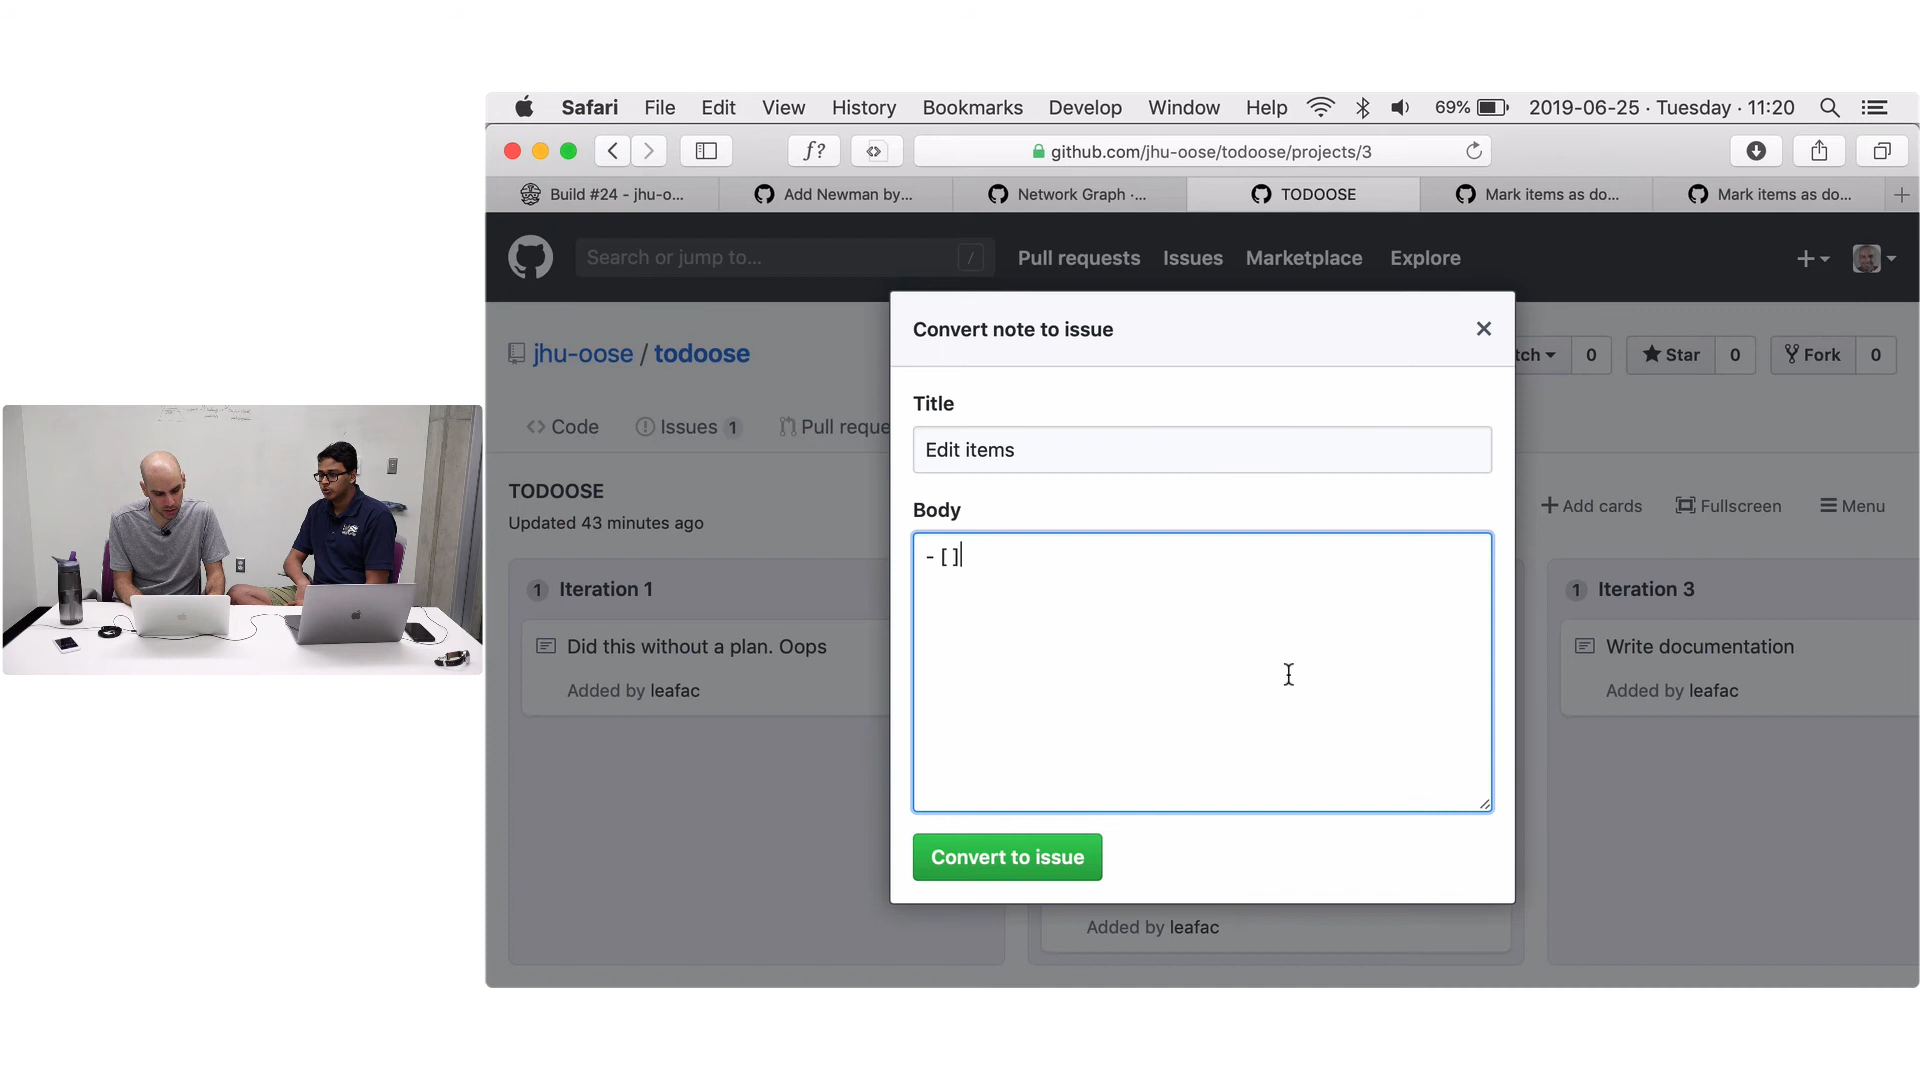 Safari File Edit View History Bookmarks Develop Window Help 69% 2019-06-25 · Tuesday · 11:20
f? github.com/jhu-oose/todoose/projects/3
Build #24 - jhu-o... Add Newman by... Network Graph ·... TODOOSE Mark items as do... Mark items as do...
Search or jump to... / Pull requests Issues Marketplace Explore
Convert note to issue
jhu-oose / todoose
tch 0 Star 0 Fork 0
Title
Code Issues 1 Pull reque
Edit items
TODOOSE
Updated 43 minutes ago
Add cards Fullscreen Menu
Body
- [ ]
1 Iteration 1
1 Iteration 3
Did this without a plan. Oops
Added by leafac
Write documentation
Added by leafac
Convert to issue
Added by leafac